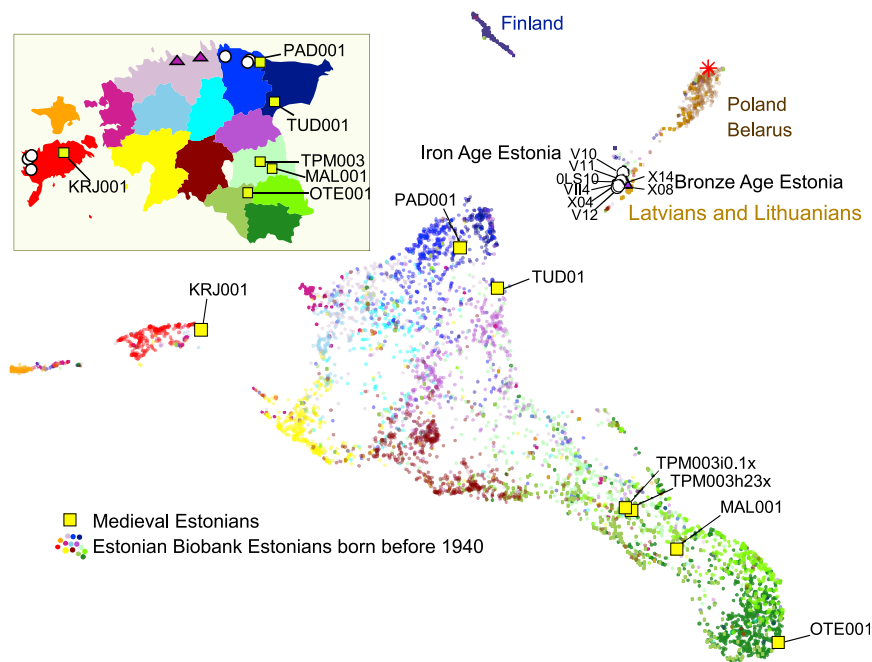 Finland
PAD001
TUD001
TPM003
MAL001
OTE001
KRJ001
Poland
Belarus
Iron Age Estonia
V10
V11
0LS10
VII4
X04
V12
X14
X08
Bronze Age Estonia
Latvians and Lithuanians
PAD001
TUD01
KRJ001
TPM003i0.1x
TPM003h23x
MAL001
OTE001
Medieval Estonians
Estonian Biobank Estonians born before 1940